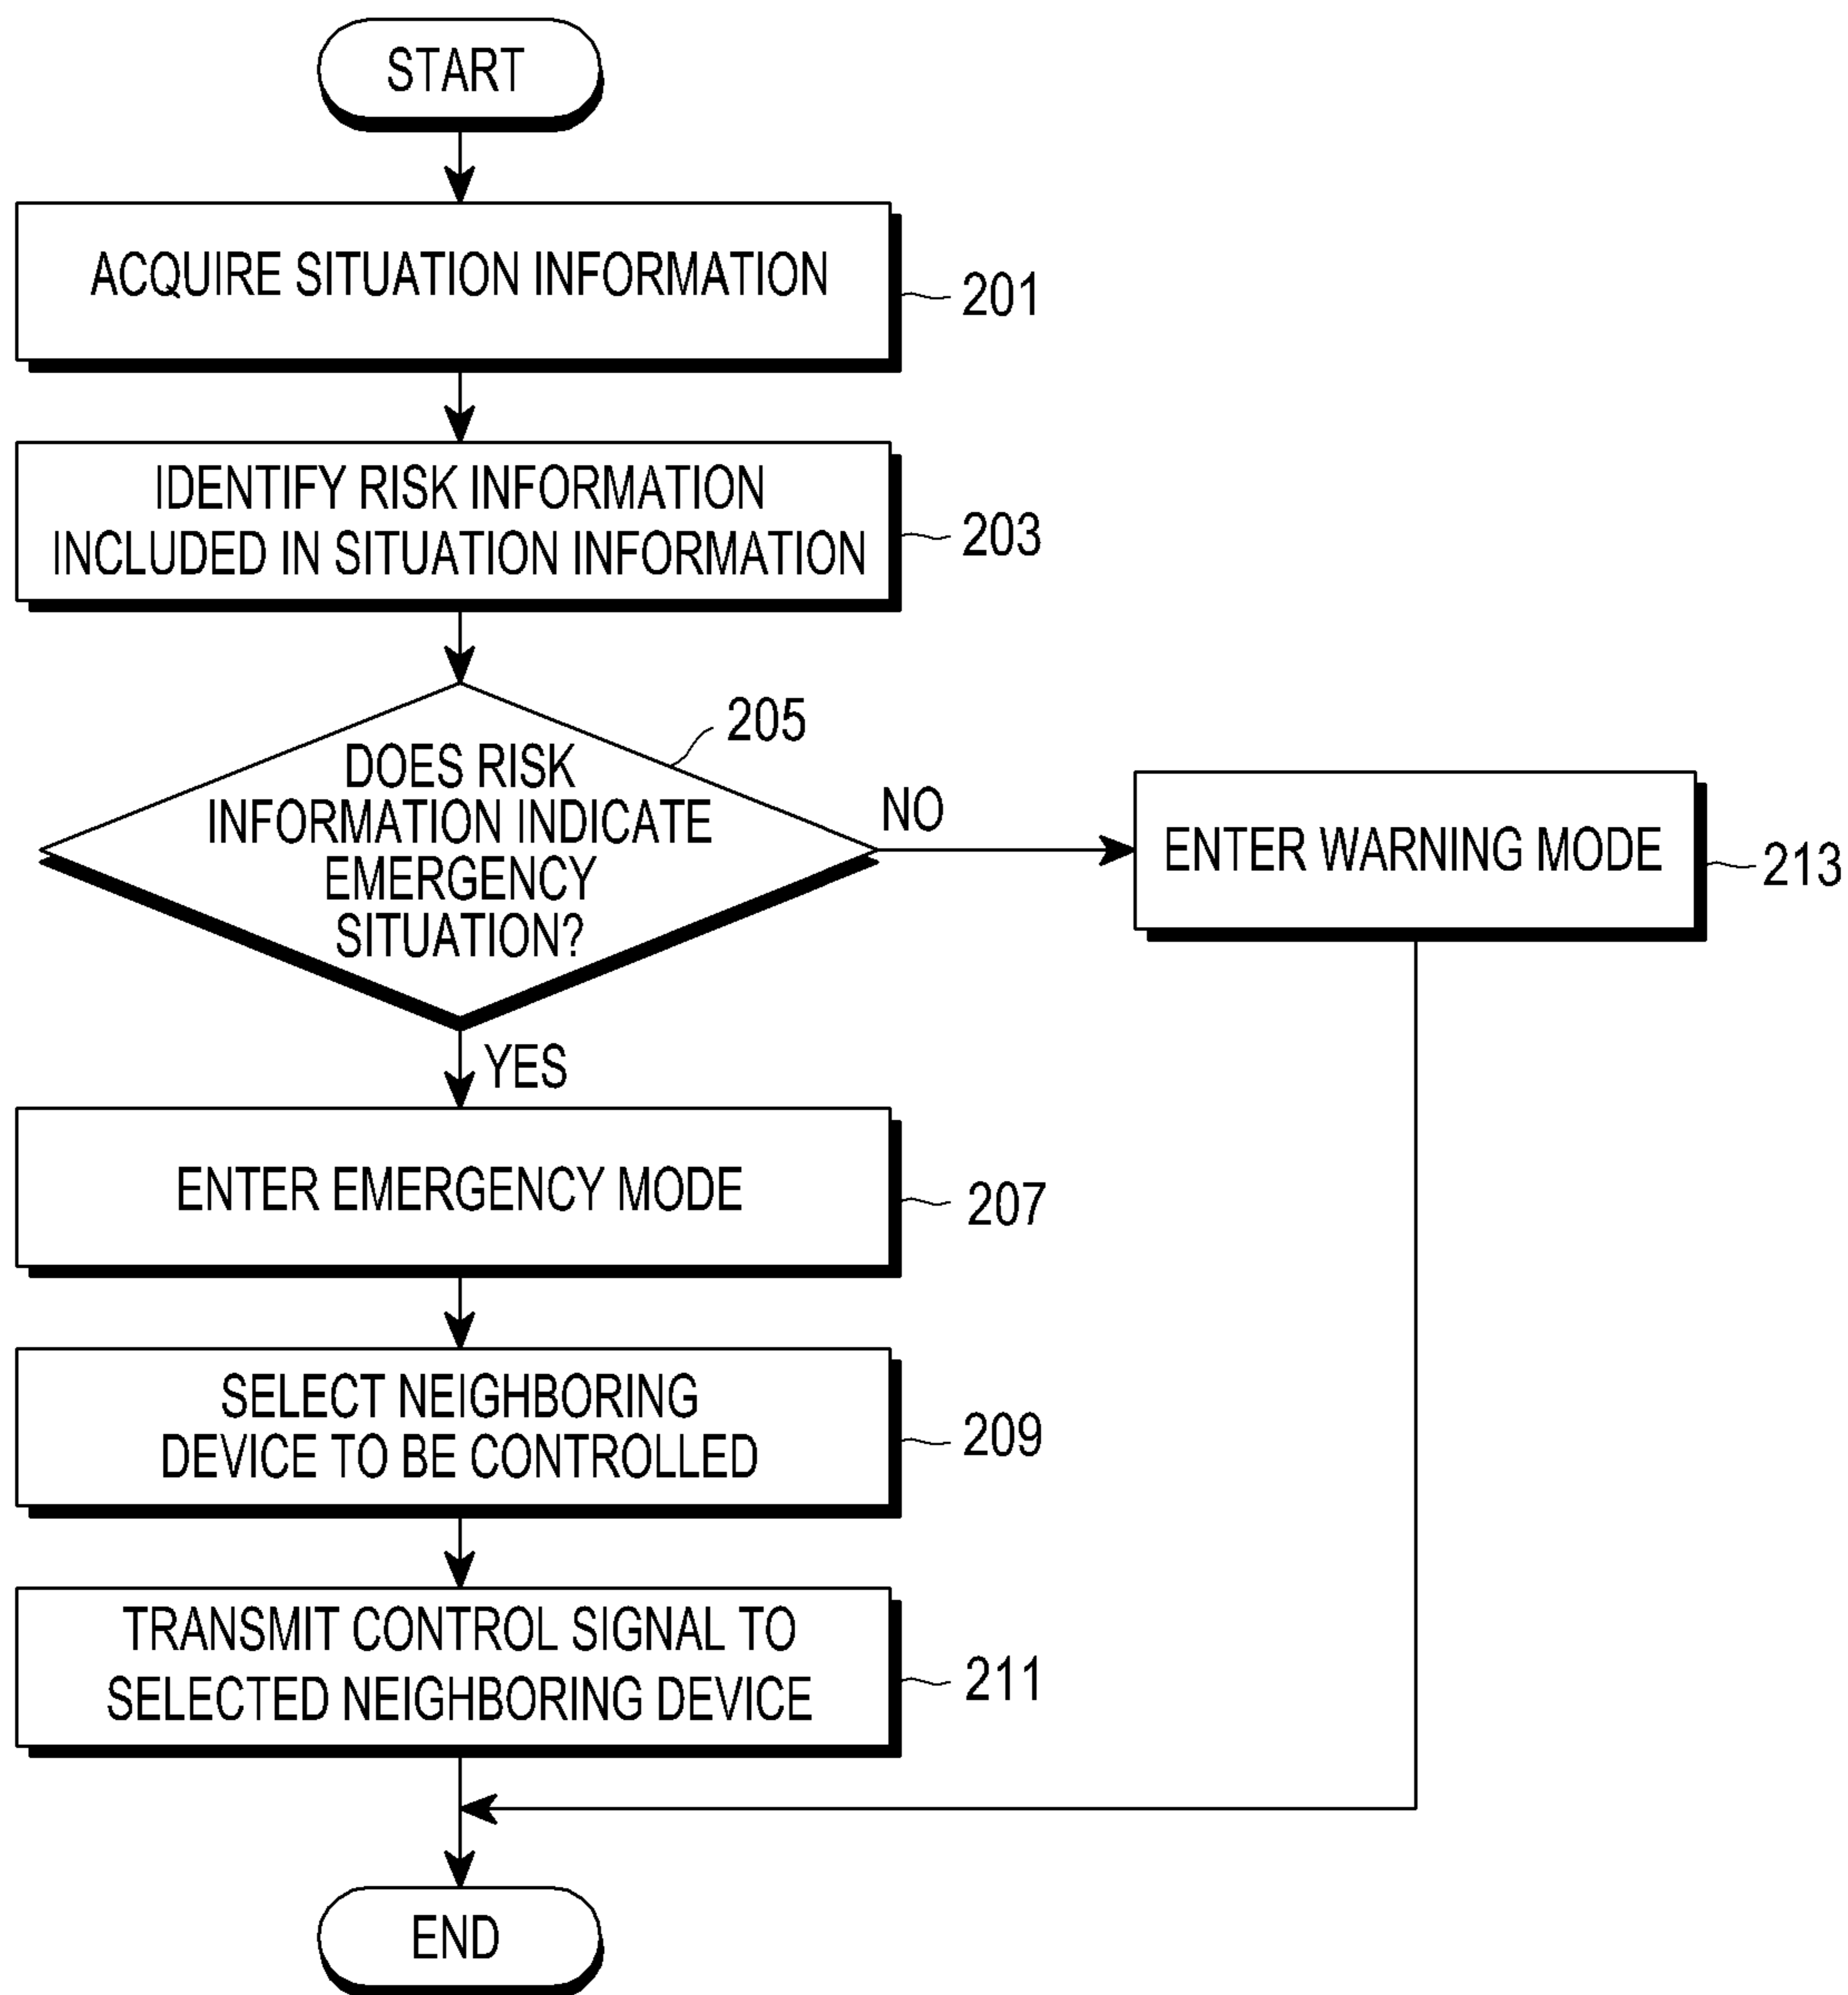 START
ACQUIRE SITUATION INFORMATION
201
IDENTIFY RISK INFORMATION
INCLUDED IN SITUATION INFORMATION
203
205
DOES RISK
INFORMATION INDICATE
EMERGENCY
SITUATION?
NO
ENTER WARNING MODE
213
YES
ENTER EMERGENCY MODE
207
SELECT NEIGHBORING
DEVICE TO BE CONTROLLED
209
TRANSMIT CONTROL SIGNAL TO
SELECTED NEIGHBORING DEVICE
211
END